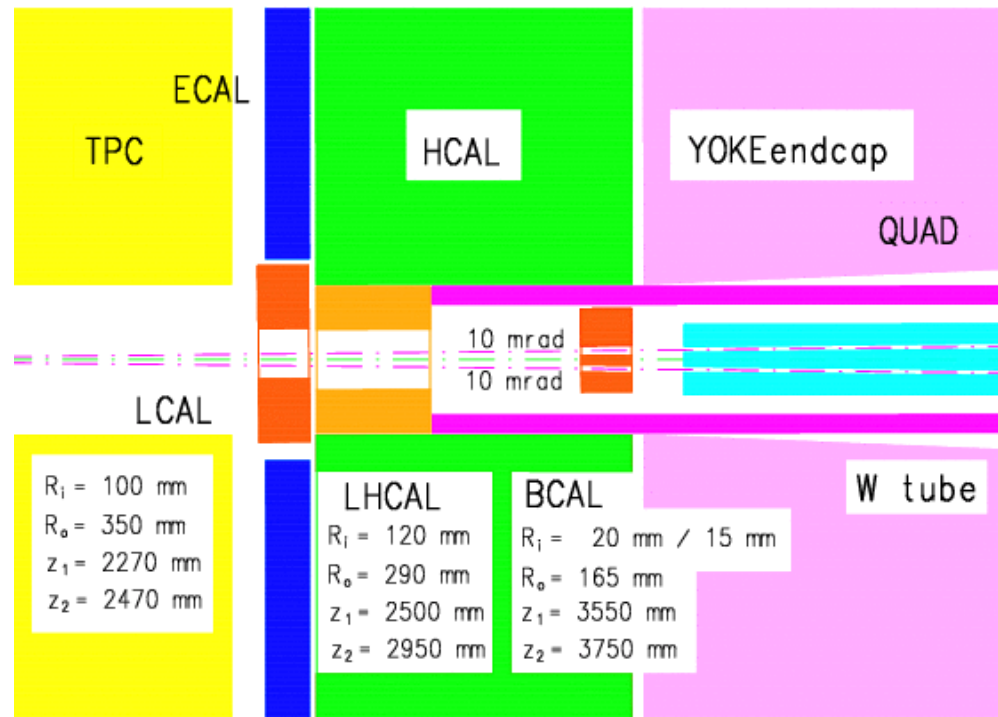 ECAL
TPC
HCAL
YOKEendcap
QUAD
10 mrad
10 mrad
LCAL
Rᵢ = 100 mm
Rₒ = 350 mm
z₁ = 2270 mm
z₂ = 2470 mm
LHCAL
Rᵢ = 120 mm
Rₒ = 290 mm
z₁ = 2500 mm
z₂ = 2950 mm
BCAL
Rᵢ = 20 mm / 15 mm
Rₒ = 165 mm
z₁ = 3550 mm
z₂ = 3750 mm
W tube